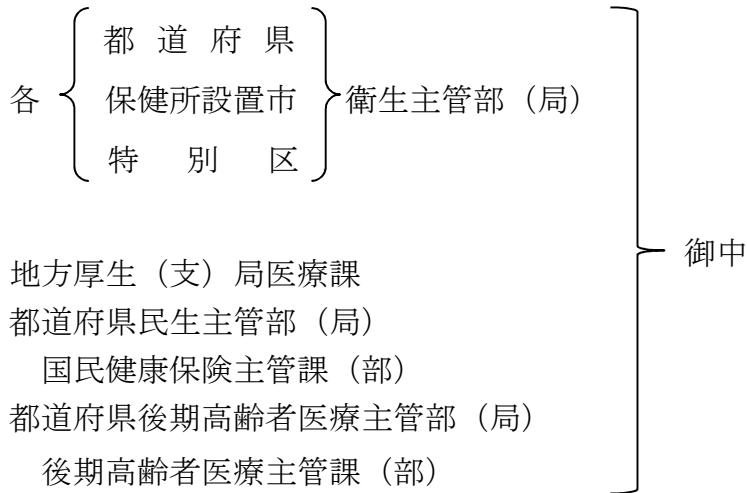 各
都道府県
保健所設置市
特別区
衛生主管部（局）
地方厚生（支）局医療課
都道府県民生主管部（局）
国民健康保険主管課（部）
都道府県後期高齢者医療主管部（局）
後期高齢者医療主管課（部）
御中